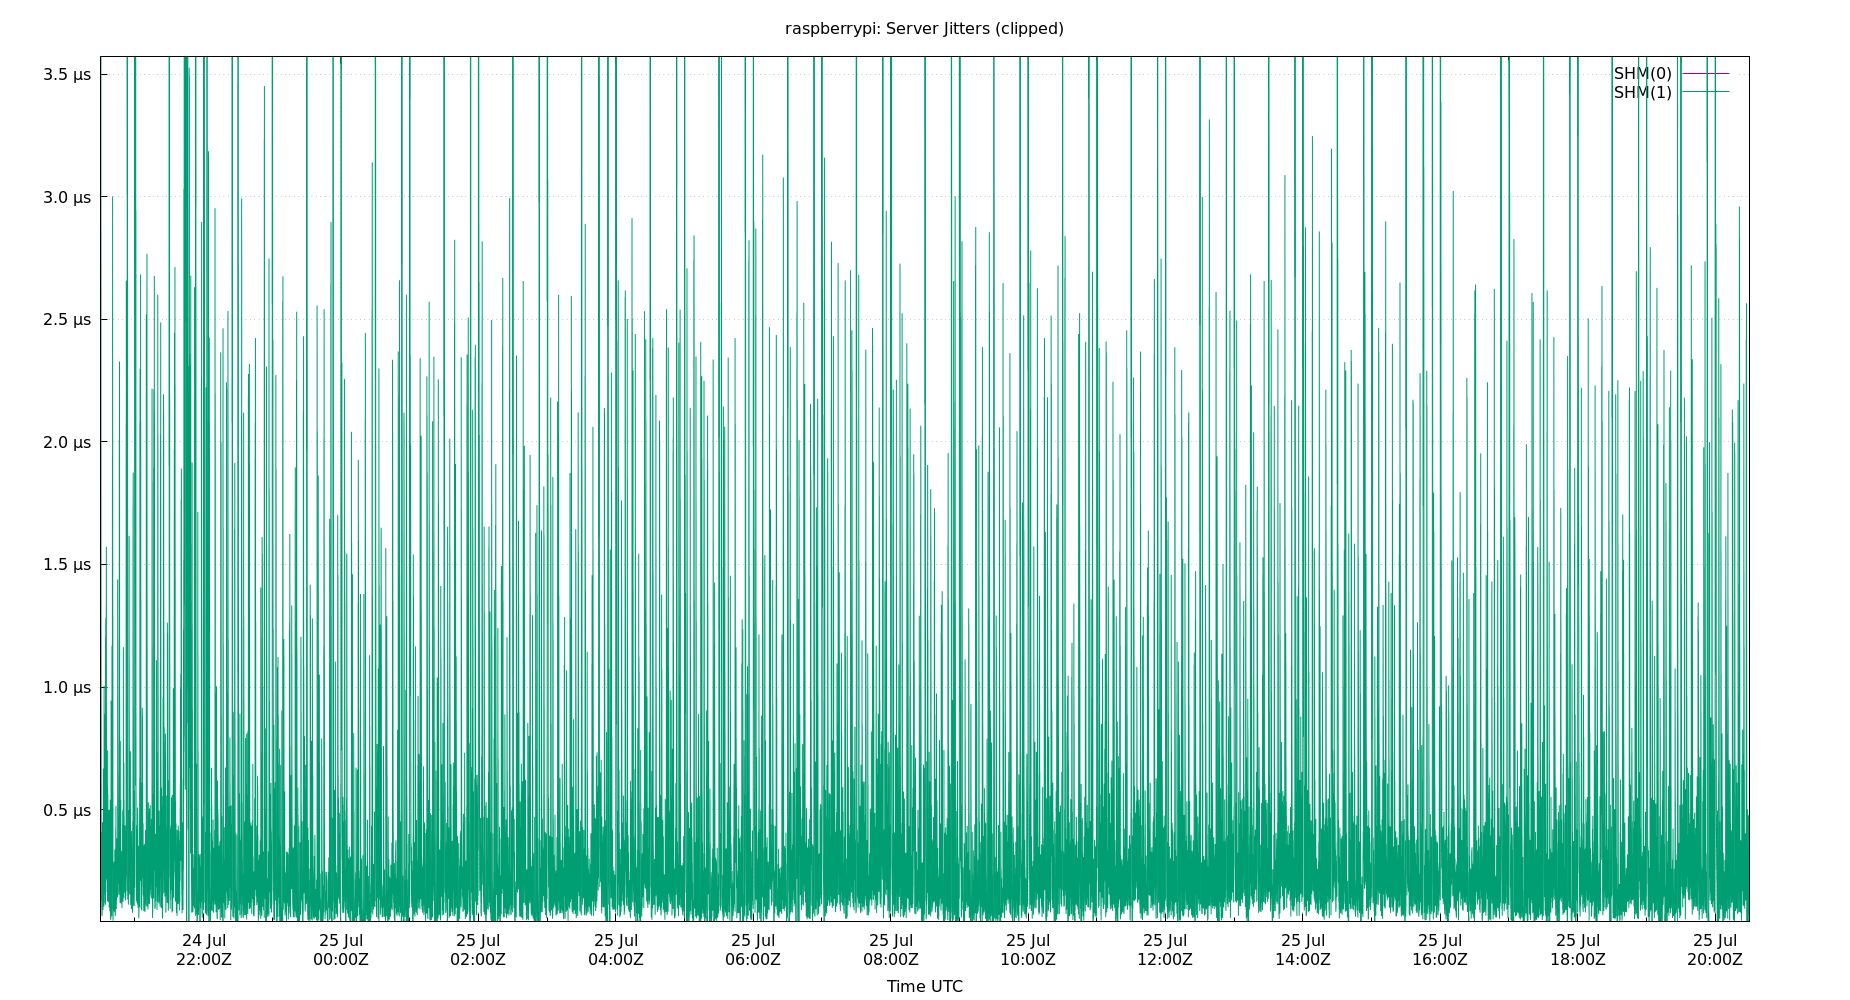 raspberrypi: Server Jitters (clipped)
3.5 µs
3.0 µs
2.5 µs
2.0 µs
1.5 µs
1.0 µs
0.5 µs
SHM(0)
SHM(1)
24 Jul 25 Jul 25 Jul 25 Jul 25 Jul 25 Jul 25 Jul 25 Jul 25 Jul 25 Jul 25 Jul 25 Jul
22:00Z 00:00Z 02:00Z 04:00Z 06:00Z 08:00Z 10:00Z 12:00Z 14:00Z 16:00Z 18:00Z 20:00Z
Time UTC